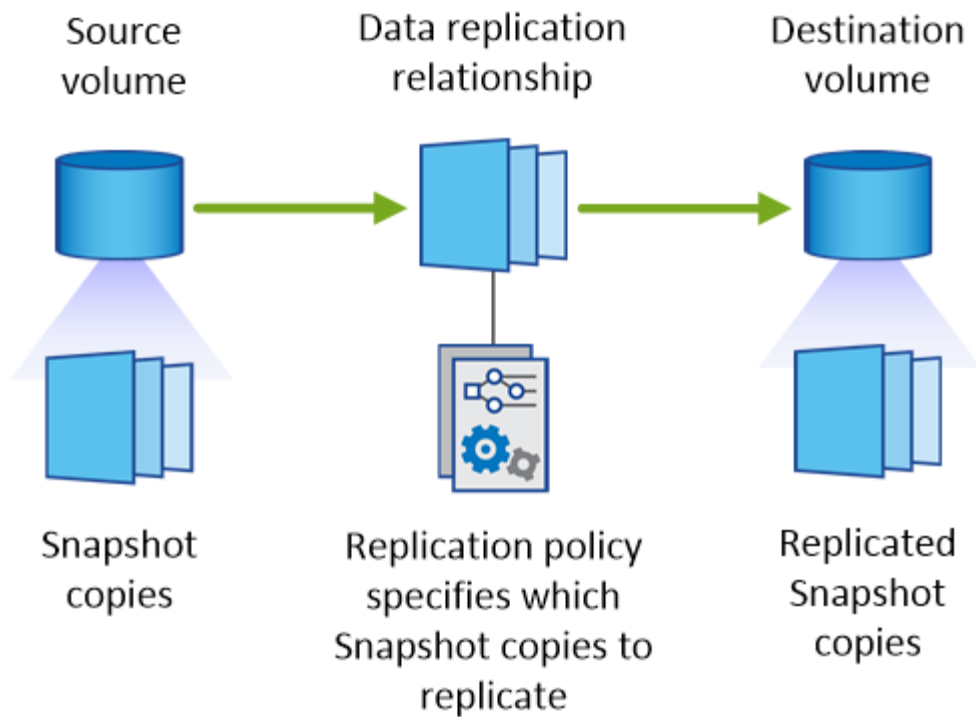 Source
volume
Data replication
relationship
Destination
volume
Snapshot
copies
Replication policy
specifies which
Snapshot copies to
replicate
Replicated
Snapshot
copies